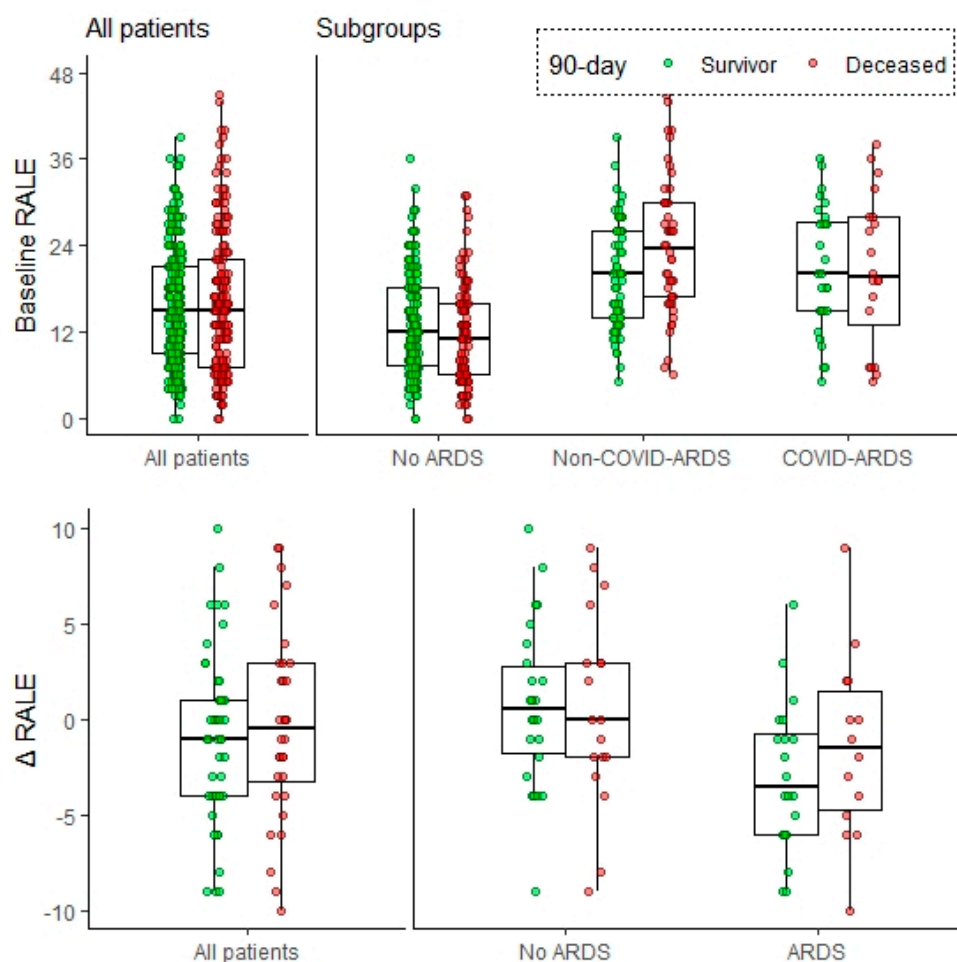 All patients
Subgroups
90-day Survivor Deceased
Baseline RALE
48
36
24
12
0
All patients
No ARDS
Non-COVID-ARDS
COVID-ARDS
Δ RALE
10
5
0
-5
-10
All patients
No ARDS
ARDS